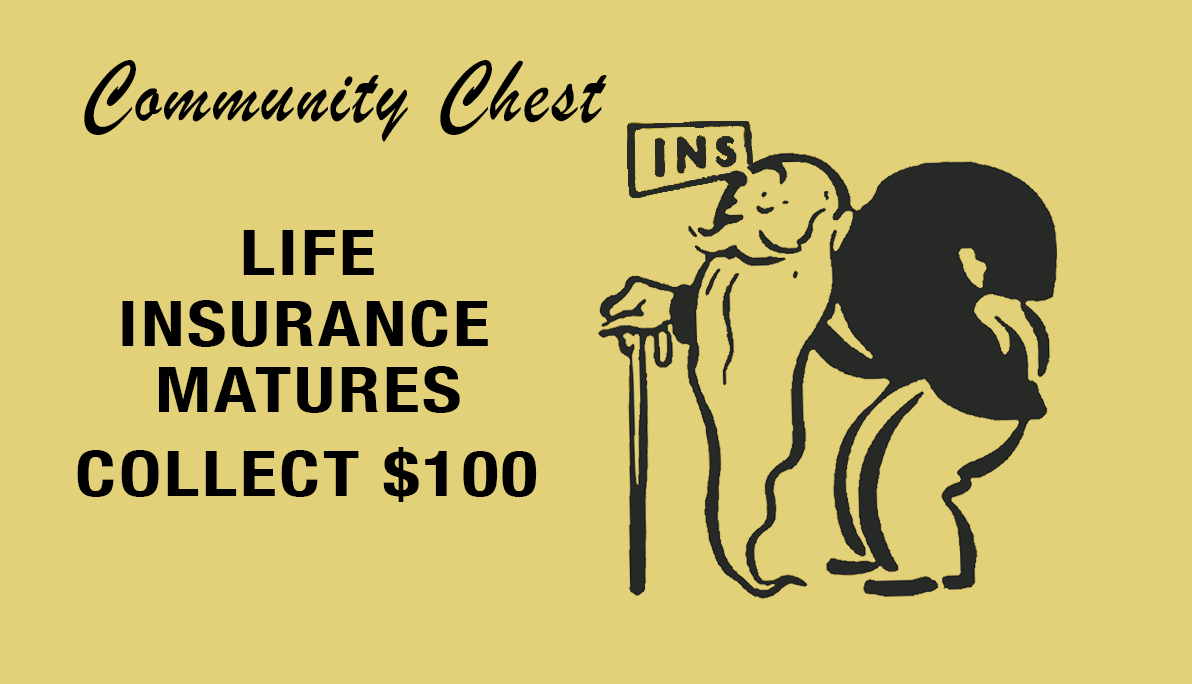 Community Chest
INS
LIFE
INSURANCE
MATURES
COLLECT $100